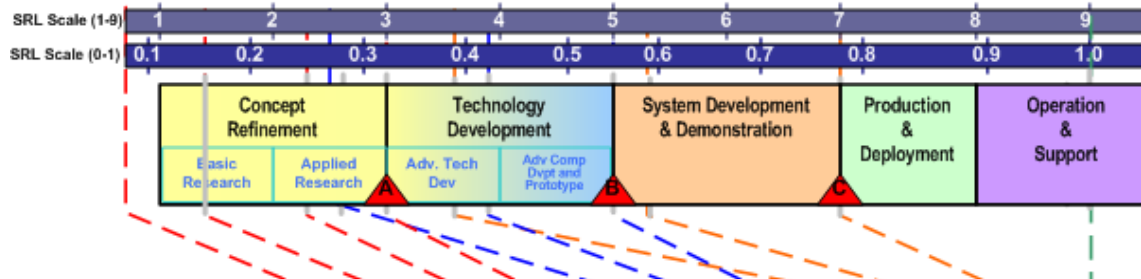 SRL Scale (1-9) 1 2 3 4 5 6 7 8 9
SRL Scale (0-1) 0.1 0.2 0.3 0.4 0.5 0.6 0.7 0.8 0.9 1.0
Concept
Refinement
Technology
Development
System Development
& Demonstration
Production
&
Deployment
Operation
&
Support
Basic
Research
Applied
Research
Adv. Tech
Dev
Adv Comp
Dvpt and
Prototype
A
B
C